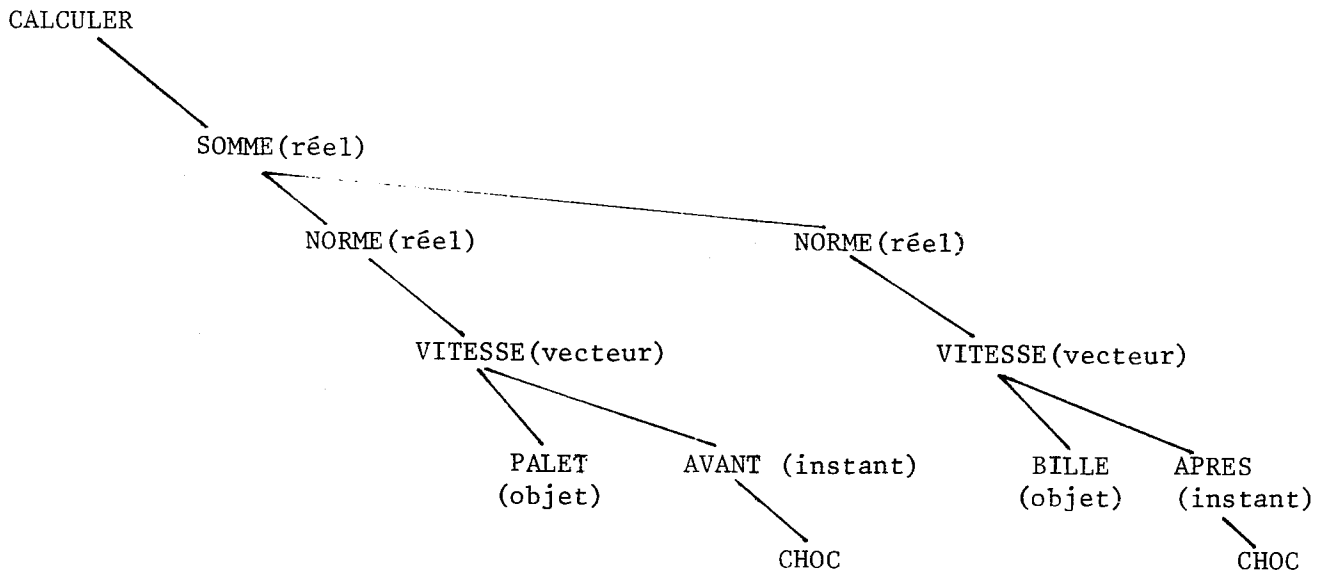 CALCULER
SOMME(réel)
NORME(réel) NORME(réel)
VITESSE(vecteur) VITESSE(vecteur)
PALET AVANT (instant) BILLE APRES
(objet) (objet) (instant)
CHOC CHOC